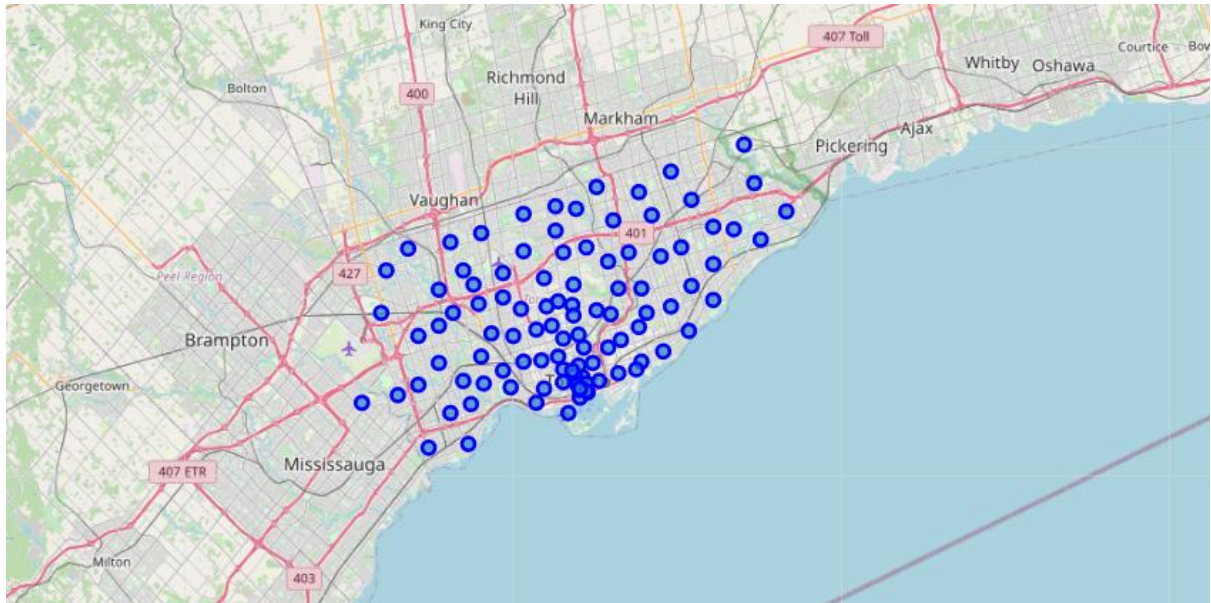 King City
407 Toll
Courtice
Bow
Whitby
Oshawa
Bolton
400
Richmond
Hill
Markham
Ajax
Pickering
Vaughan
401
427
Peel Region
Brampton
Georgetown
Mississauga
407 ETR
Milton
403